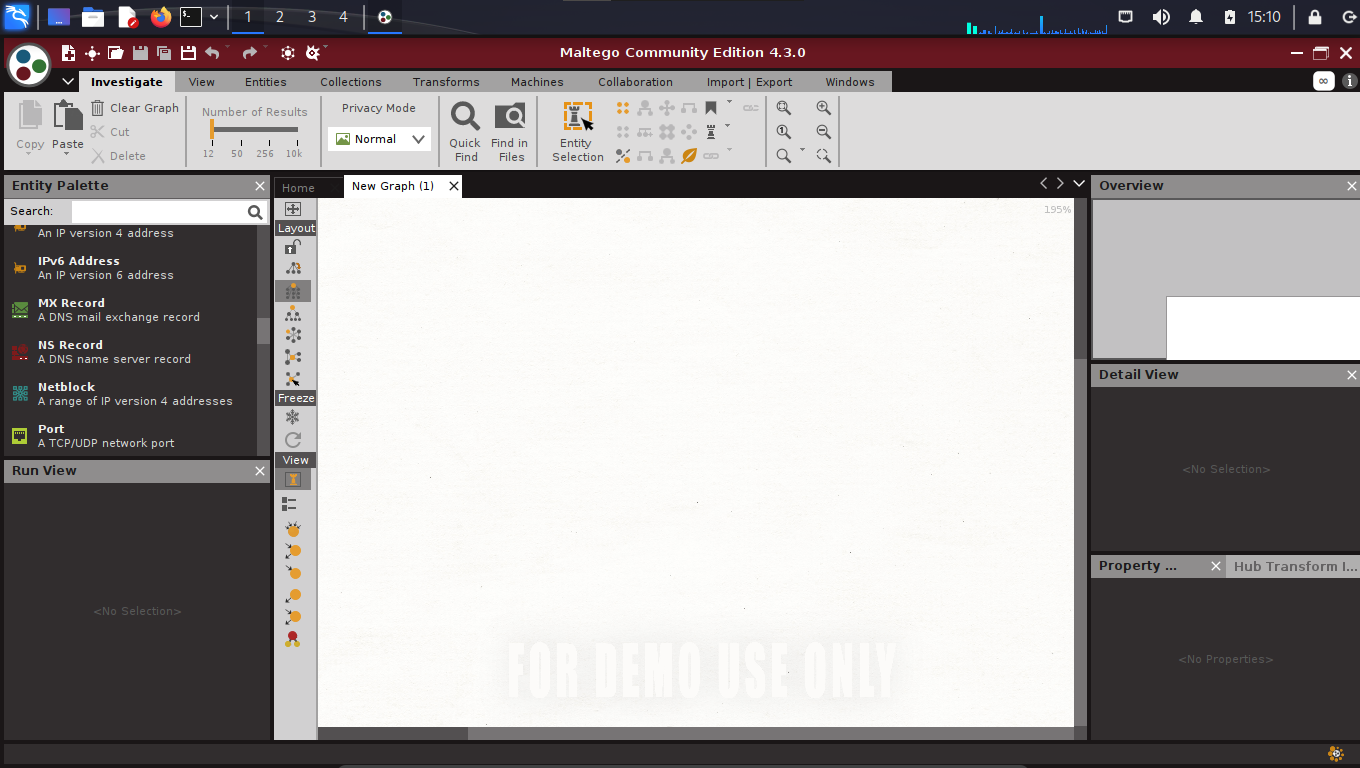 1 2 3 4 15:10
Maltego Community Edition 4.3.0
Investigate View Entities Collections Transforms Machines Collaboration Import | Export Windows
Copy Paste Clear Graph Cut Delete
Number of Results
12 50 256 10k
Privacy Mode
Normal
Quick Find
Find in Files
Entity Selection
Entity Palette
Search:
An IP version 4 address
IPv6 Address
An IP version 6 address
MX Record
A DNS mail exchange record
NS Record
A DNS name server record
Netblock
A range of IP version 4 addresses
Port
A TCP/UDP network port
Run View
<No Selection>
Home New Graph (1)
Layout
Freeze
View
195%
FOR DEMO USE ONLY
Overview
Detail View
<No Selection>
Property ... Hub Transform I...
<No Properties>